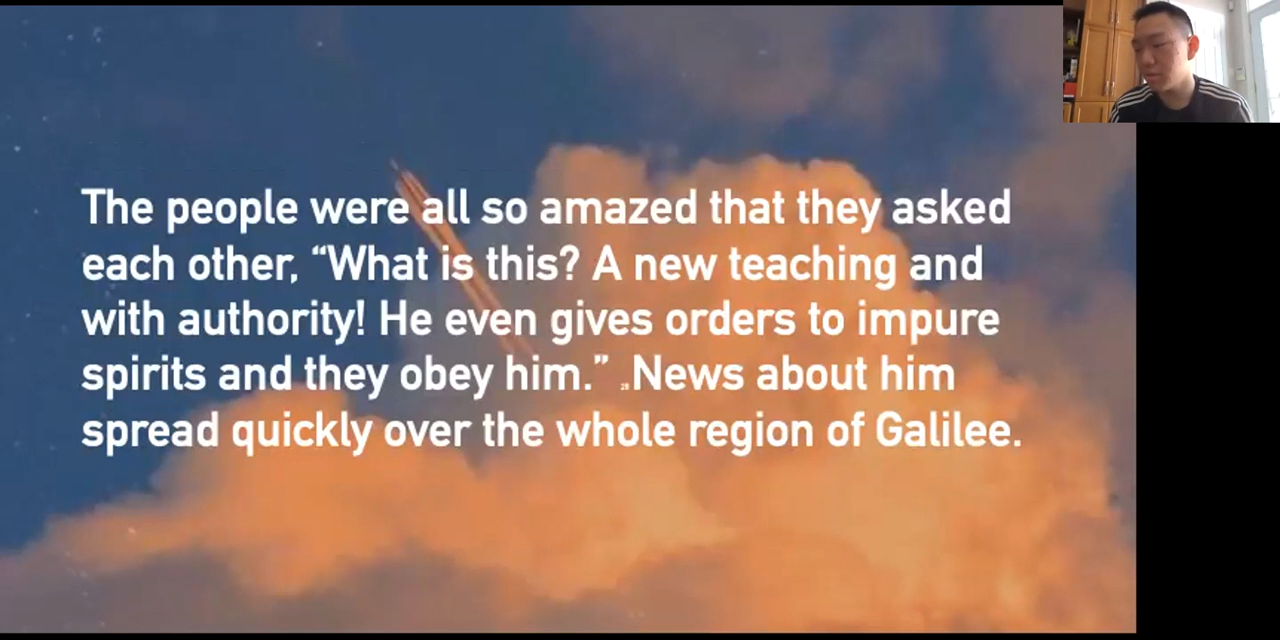 The people were all so amazed that they asked
each other, “What is this? A new teaching and
with authority! He even gives orders to impure
spirits and they obey him.” News about him
spread quickly over the whole region of Galilee.